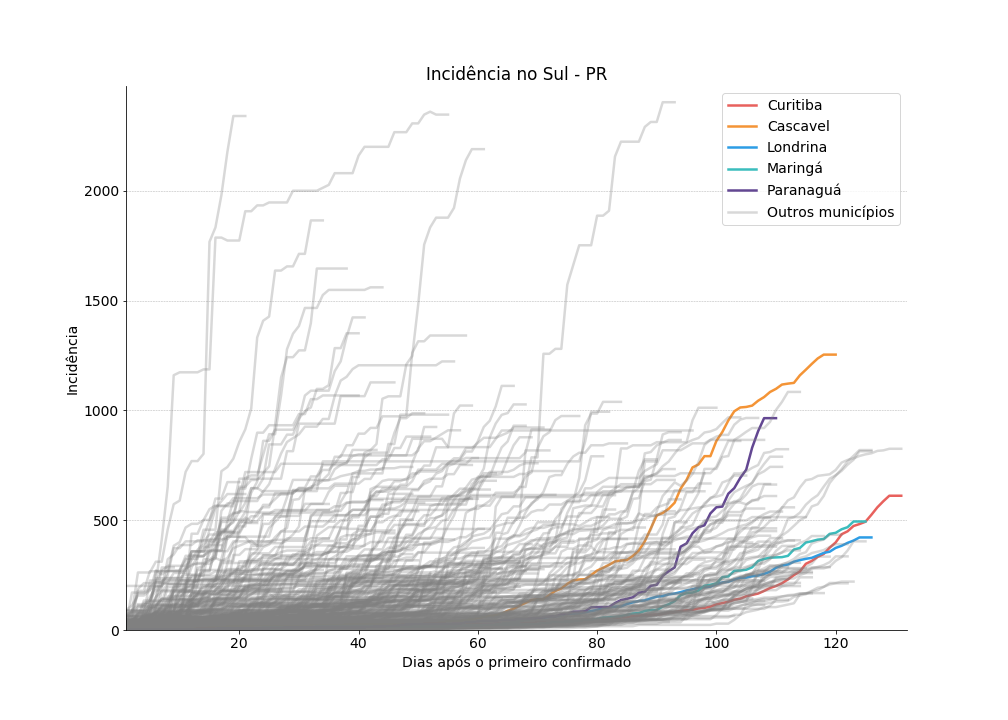 Incidência no Sul - PR
Curitiba
Cascavel
Londrina
Maringá
Paranaguá
Outros municípios
2000
1500
1000
500
0
Incidência
20 40 60 80 100 120
Dias após o primeiro confirmado